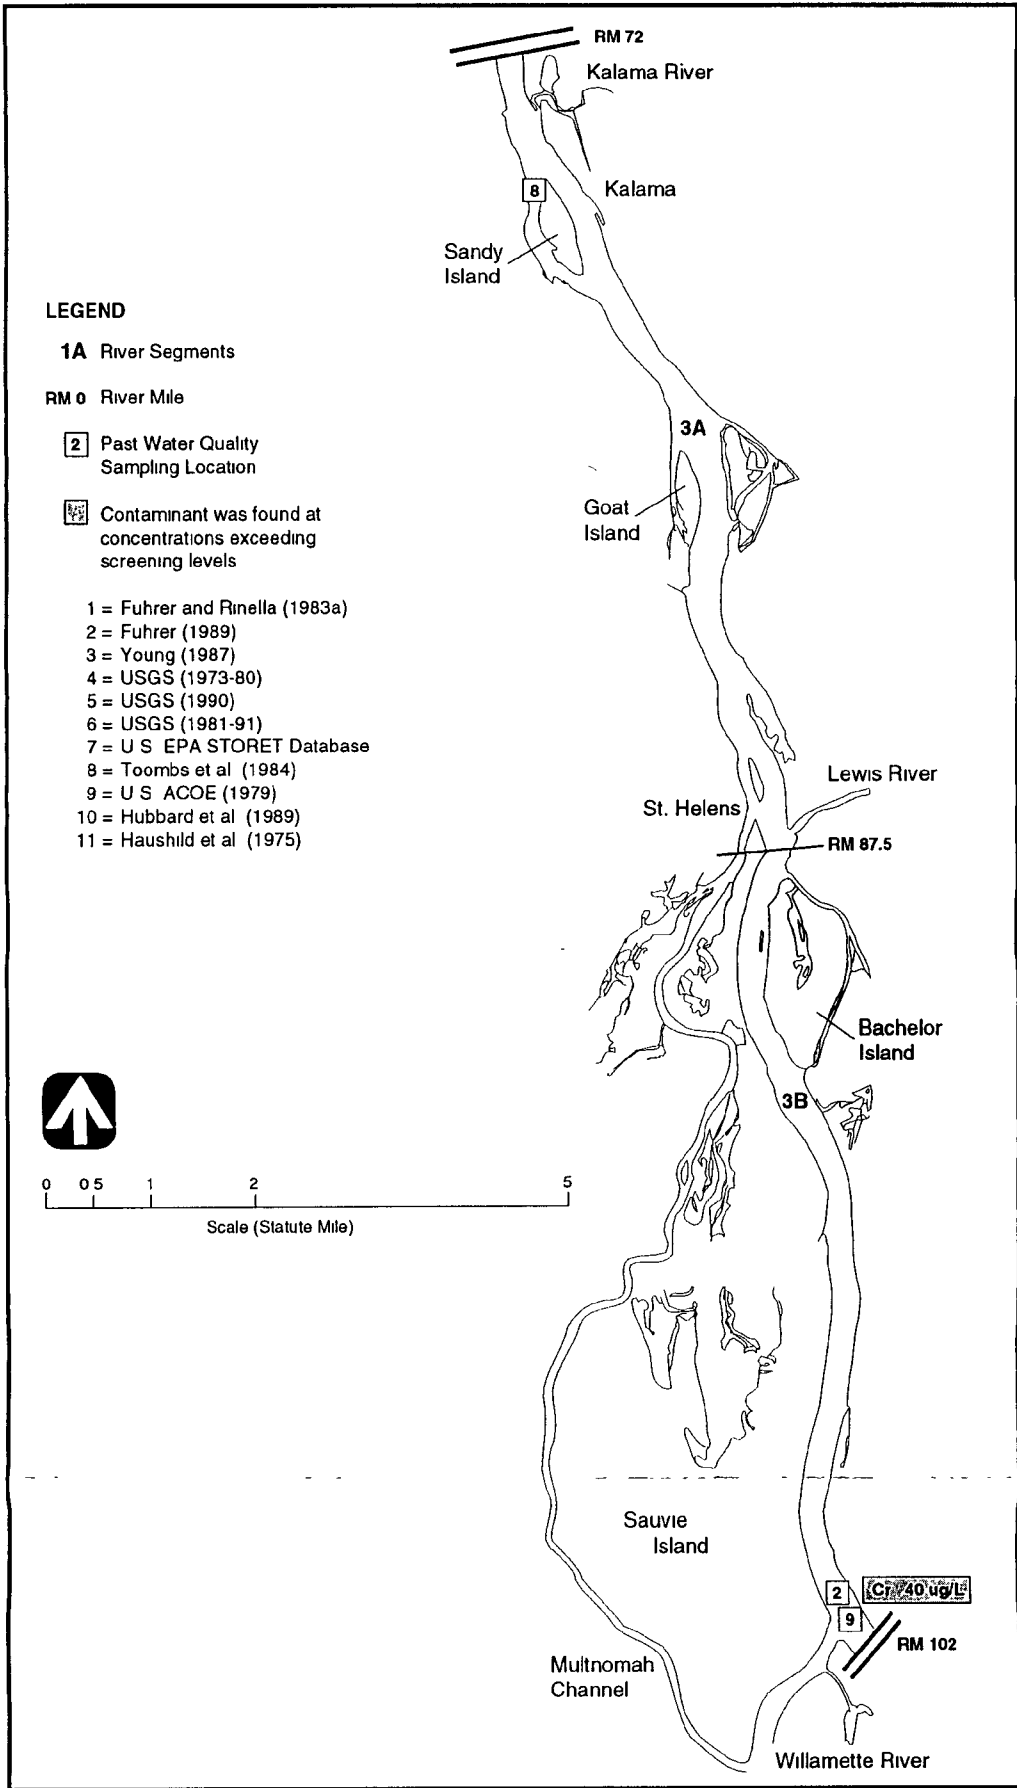 RM 72
Kalama River
8
Kalama
Sandy
Island
LEGEND
1A River Segments
RM 0 River Mile
2 Past Water Quality
Sampling Location
Contaminant was found at
concentrations exceeding
screening levels
1 = Fuhrer and Rinella (1983a)
2 = Fuhrer (1989)
3 = Young (1987)
4 = USGS (1973-80)
5 = USGS (1990)
6 = USGS (1981-91)
7 = U S EPA STORET Database
8 = Toombs et al (1984)
9 = U S ACOE (1979)
10 = Hubbard et al (1989)
11 = Haushild et al (1975)
3A
Goat
Island
Lewis River
St. Helens
RM 87.5
Bachelor
Island
3B
0 0 5 1 2 5
Scale (Statute Mile)
Sauvie
Island
2 Cr 40 ug/L
9
RM 102
Multnomah
Channel
Willamette River